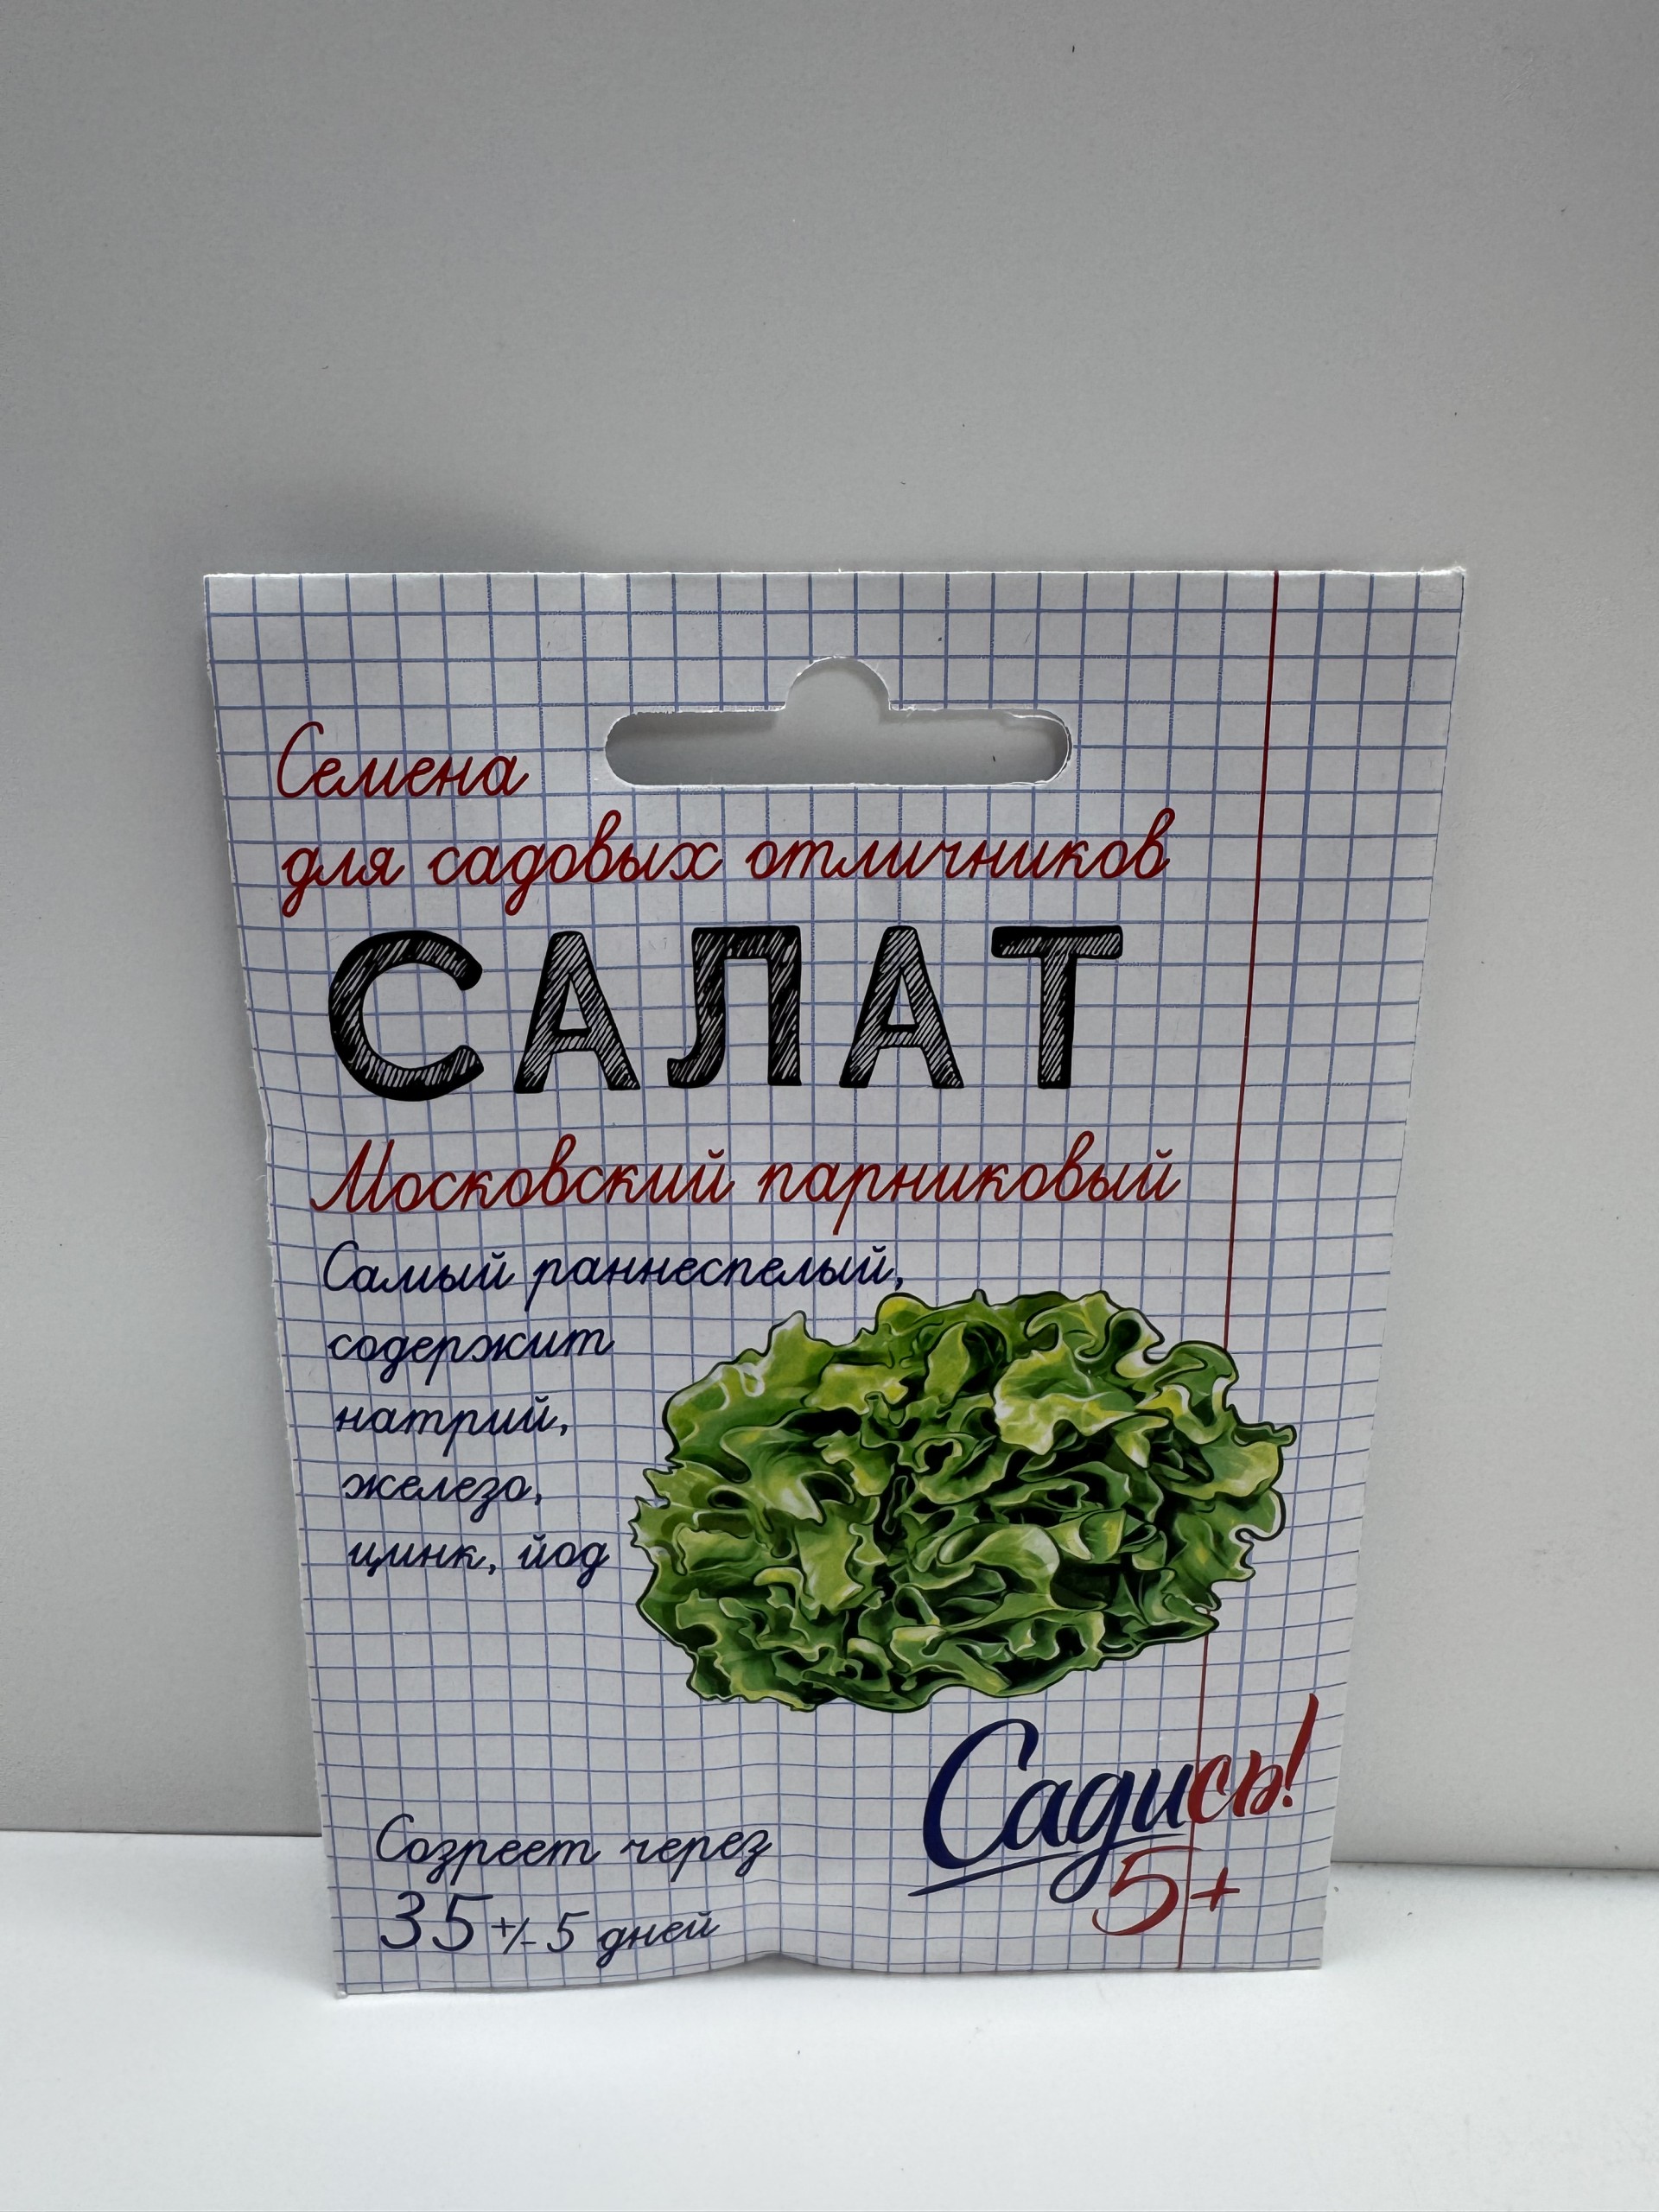 Семена
для садовых отличников
САЛАТ
Московский парниковый
Самый раннеспелый,
содержит
натрий,
железо,
цинк, йод
Созреет через
35 +/- 5 дней
Садись!
5+